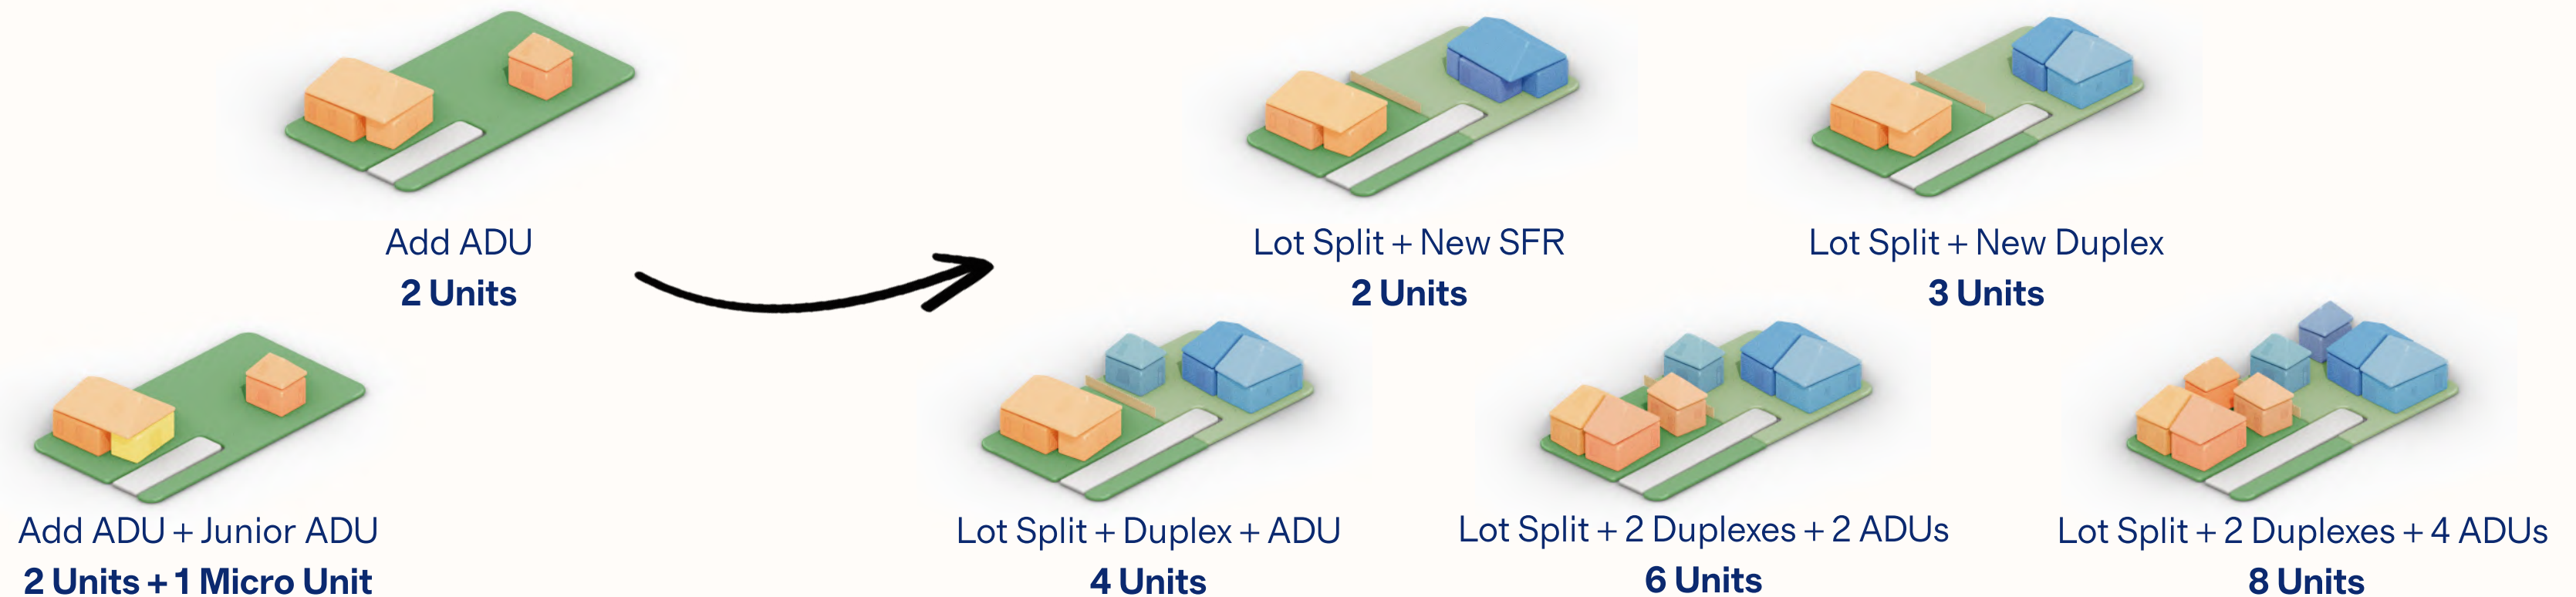 Add ADU
2 Units
Lot Split + New SFR
2 Units
Lot Split + New Duplex
3 Units
Add ADU + Junior ADU
2 Units + 1 Micro Unit
Lot Split + Duplex + ADU
4 Units
Lot Split + 2 Duplexes + 2 ADUs
6 Units
Lot Split + 2 Duplexes + 4 ADUs
8 Units